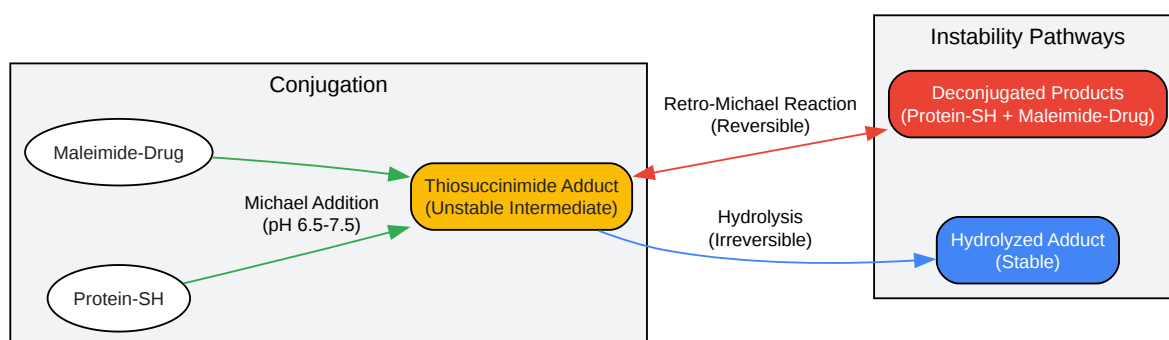 Conjugation
Maleimide-Drug
Michael Addition
(pH 6.5-7.5)
Protein-SH
Thiosuccinimide Adduct
(Unstable Intermediate)
Retro-Michael Reaction
(Reversible)
Hydrolysis
(Irreversible)
Instability Pathways
Deconjugated Products
(Protein-SH + Maleimide-Drug)
Hydrolyzed Adduct
(Stable)